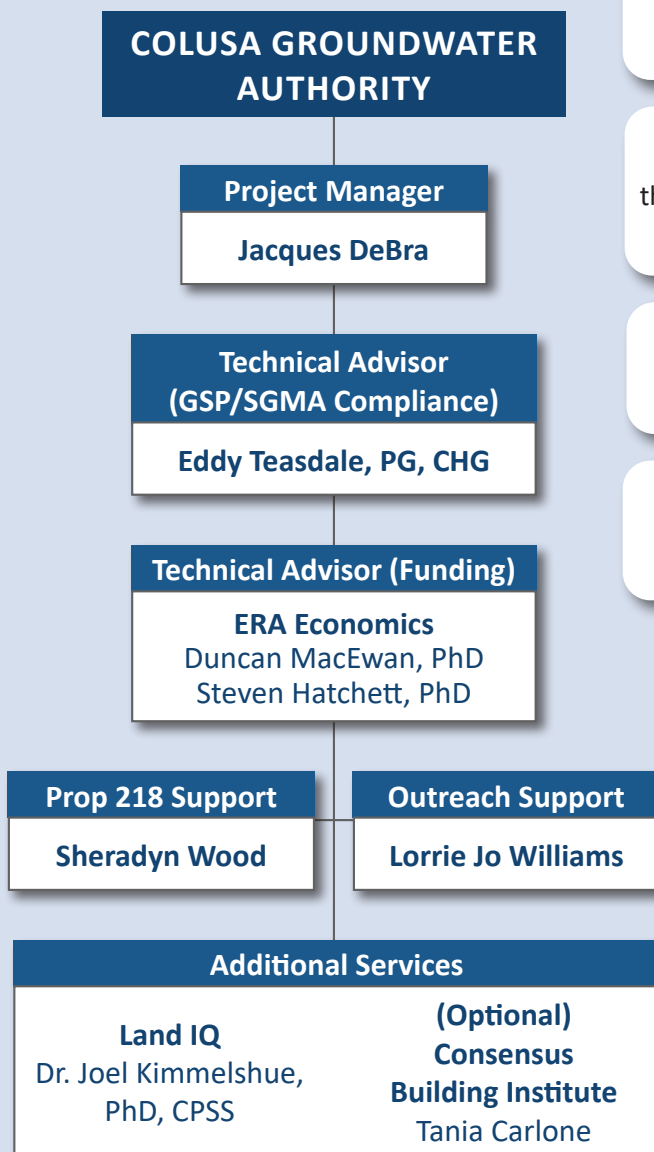 COLUSA GROUNDWATER
AUTHORITY
Project Manager
Jacques DeBra
Technical Advisor
(GSP/SGMA Compliance)
Eddy Teasdale, PG, CHG
Technical Advisor (Funding)
ERA Economics
Duncan MacEwan, PhD
Steven Hatchett, PhD
Prop 218 Support
Sheradyn Wood
Outreach Support
Lorrie Jo Williams
Additional Services
Land IQ
Dr. Joel Kimmelshue,
PhD, CPSS
(Optional)
Consensus
Building Institute
Tania Carlone